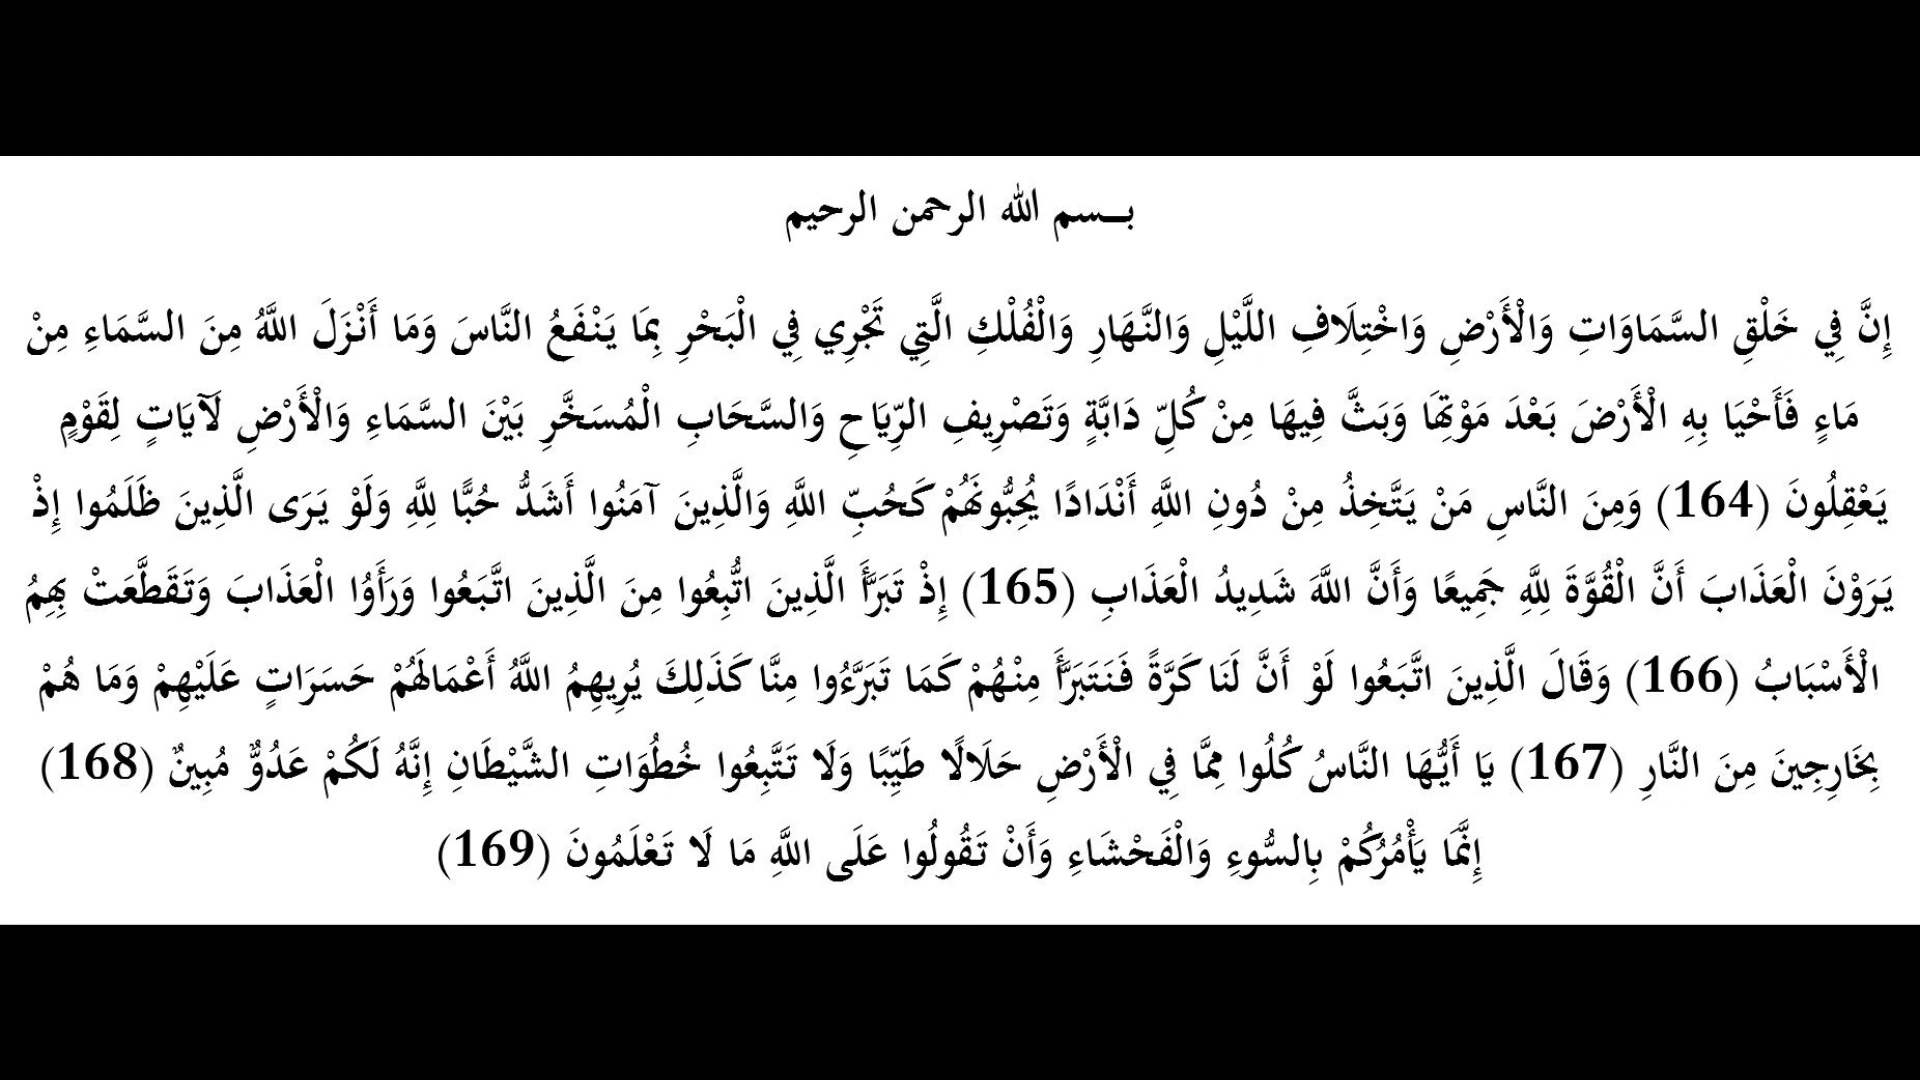 بسم الله الرحمن الرحيم
إِنَّ فِي خَلْقِ السَّمَاوَاتِ وَالْأَرْضِ وَاخْتِلَافِ اللَّيْلِ وَالنَّهَارِ وَالْفُلْكِ الَّتِي تَجْرِي فِي الْبَحْرِ بِمَا يَنْفَعُ النَّاسَ وَمَا أَنْزَلَ اللَّهُ مِنَ السَّمَاءِ مِنْ
مَاءٍ فَأَحْيَا بِهِ الْأَرْضَ بَعْدَ مَوْتِهَا وَبَثَّ فِيهَا مِنْ كُلِّ دَابَّةٍ وَتَصْرِيفِ الرِّيَاحِ وَالسَّحَابِ الْمُسَخَّرِ بَيْنَ السَّمَاءِ وَالْأَرْضِ لَآيَاتٍ لِقَوْمٍ
يَعْقِلُونَ (164) وَمِنَ النَّاسِ مَنْ يَتَّخِذُ مِنْ دُونِ اللَّهِ أَنْدَادًا يُحِبُّونَهُمْ كَحُبِّ اللَّهِ وَالَّذِينَ آمَنُوا أَشَدُّ حُبًّا لِلَّهِ وَلَوْ يَرَى الَّذِينَ ظَلَمُوا إِذْ
يَرَوْنَ الْعَذَابَ أَنَّ الْقُوَّةَ لِلَّهِ جَمِيعًا وَأَنَّ اللَّهَ شَدِيدُ الْعَذَابِ (165) إِذْ تَبَرَّأَ الَّذِينَ اتُّبِعُوا مِنَ الَّذِينَ اتَّبَعُوا وَرَأَوُا الْعَذَابَ وَتَقَطَّعَتْ بِهِمُ
الْأَسْبَابُ (166) وَقَالَ الَّذِينَ اتَّبَعُوا لَوْ أَنَّ لَنَا كَرَّةً فَنَتَبَرَّأَ مِنْهُمْ كَمَا تَبَرَّءُوا مِنَّا كَذَلِكَ يُرِيهِمُ اللَّهُ أَعْمَالَهُمْ حَسَرَاتٍ عَلَيْهِمْ وَمَا هُمْ
بِخَارِجِينَ مِنَ النَّارِ (167) يَا أَيُّهَا النَّاسُ كُلُوا مِمَّا فِي الْأَرْضِ حَلَالًا طَيِّبًا وَلَا تَتَّبِعُوا خُطُوَاتِ الشَّيْطَانِ إِنَّهُ لَكُمْ عَدُوٌّ مُبِينٌ (168)
إِنَّمَا يَأْمُرُكُمْ بِالسُّوءِ وَالْفَحْشَاءِ وَأَنْ تَقُولُوا عَلَى اللَّهِ مَا لَا تَعْلَمُونَ (169)